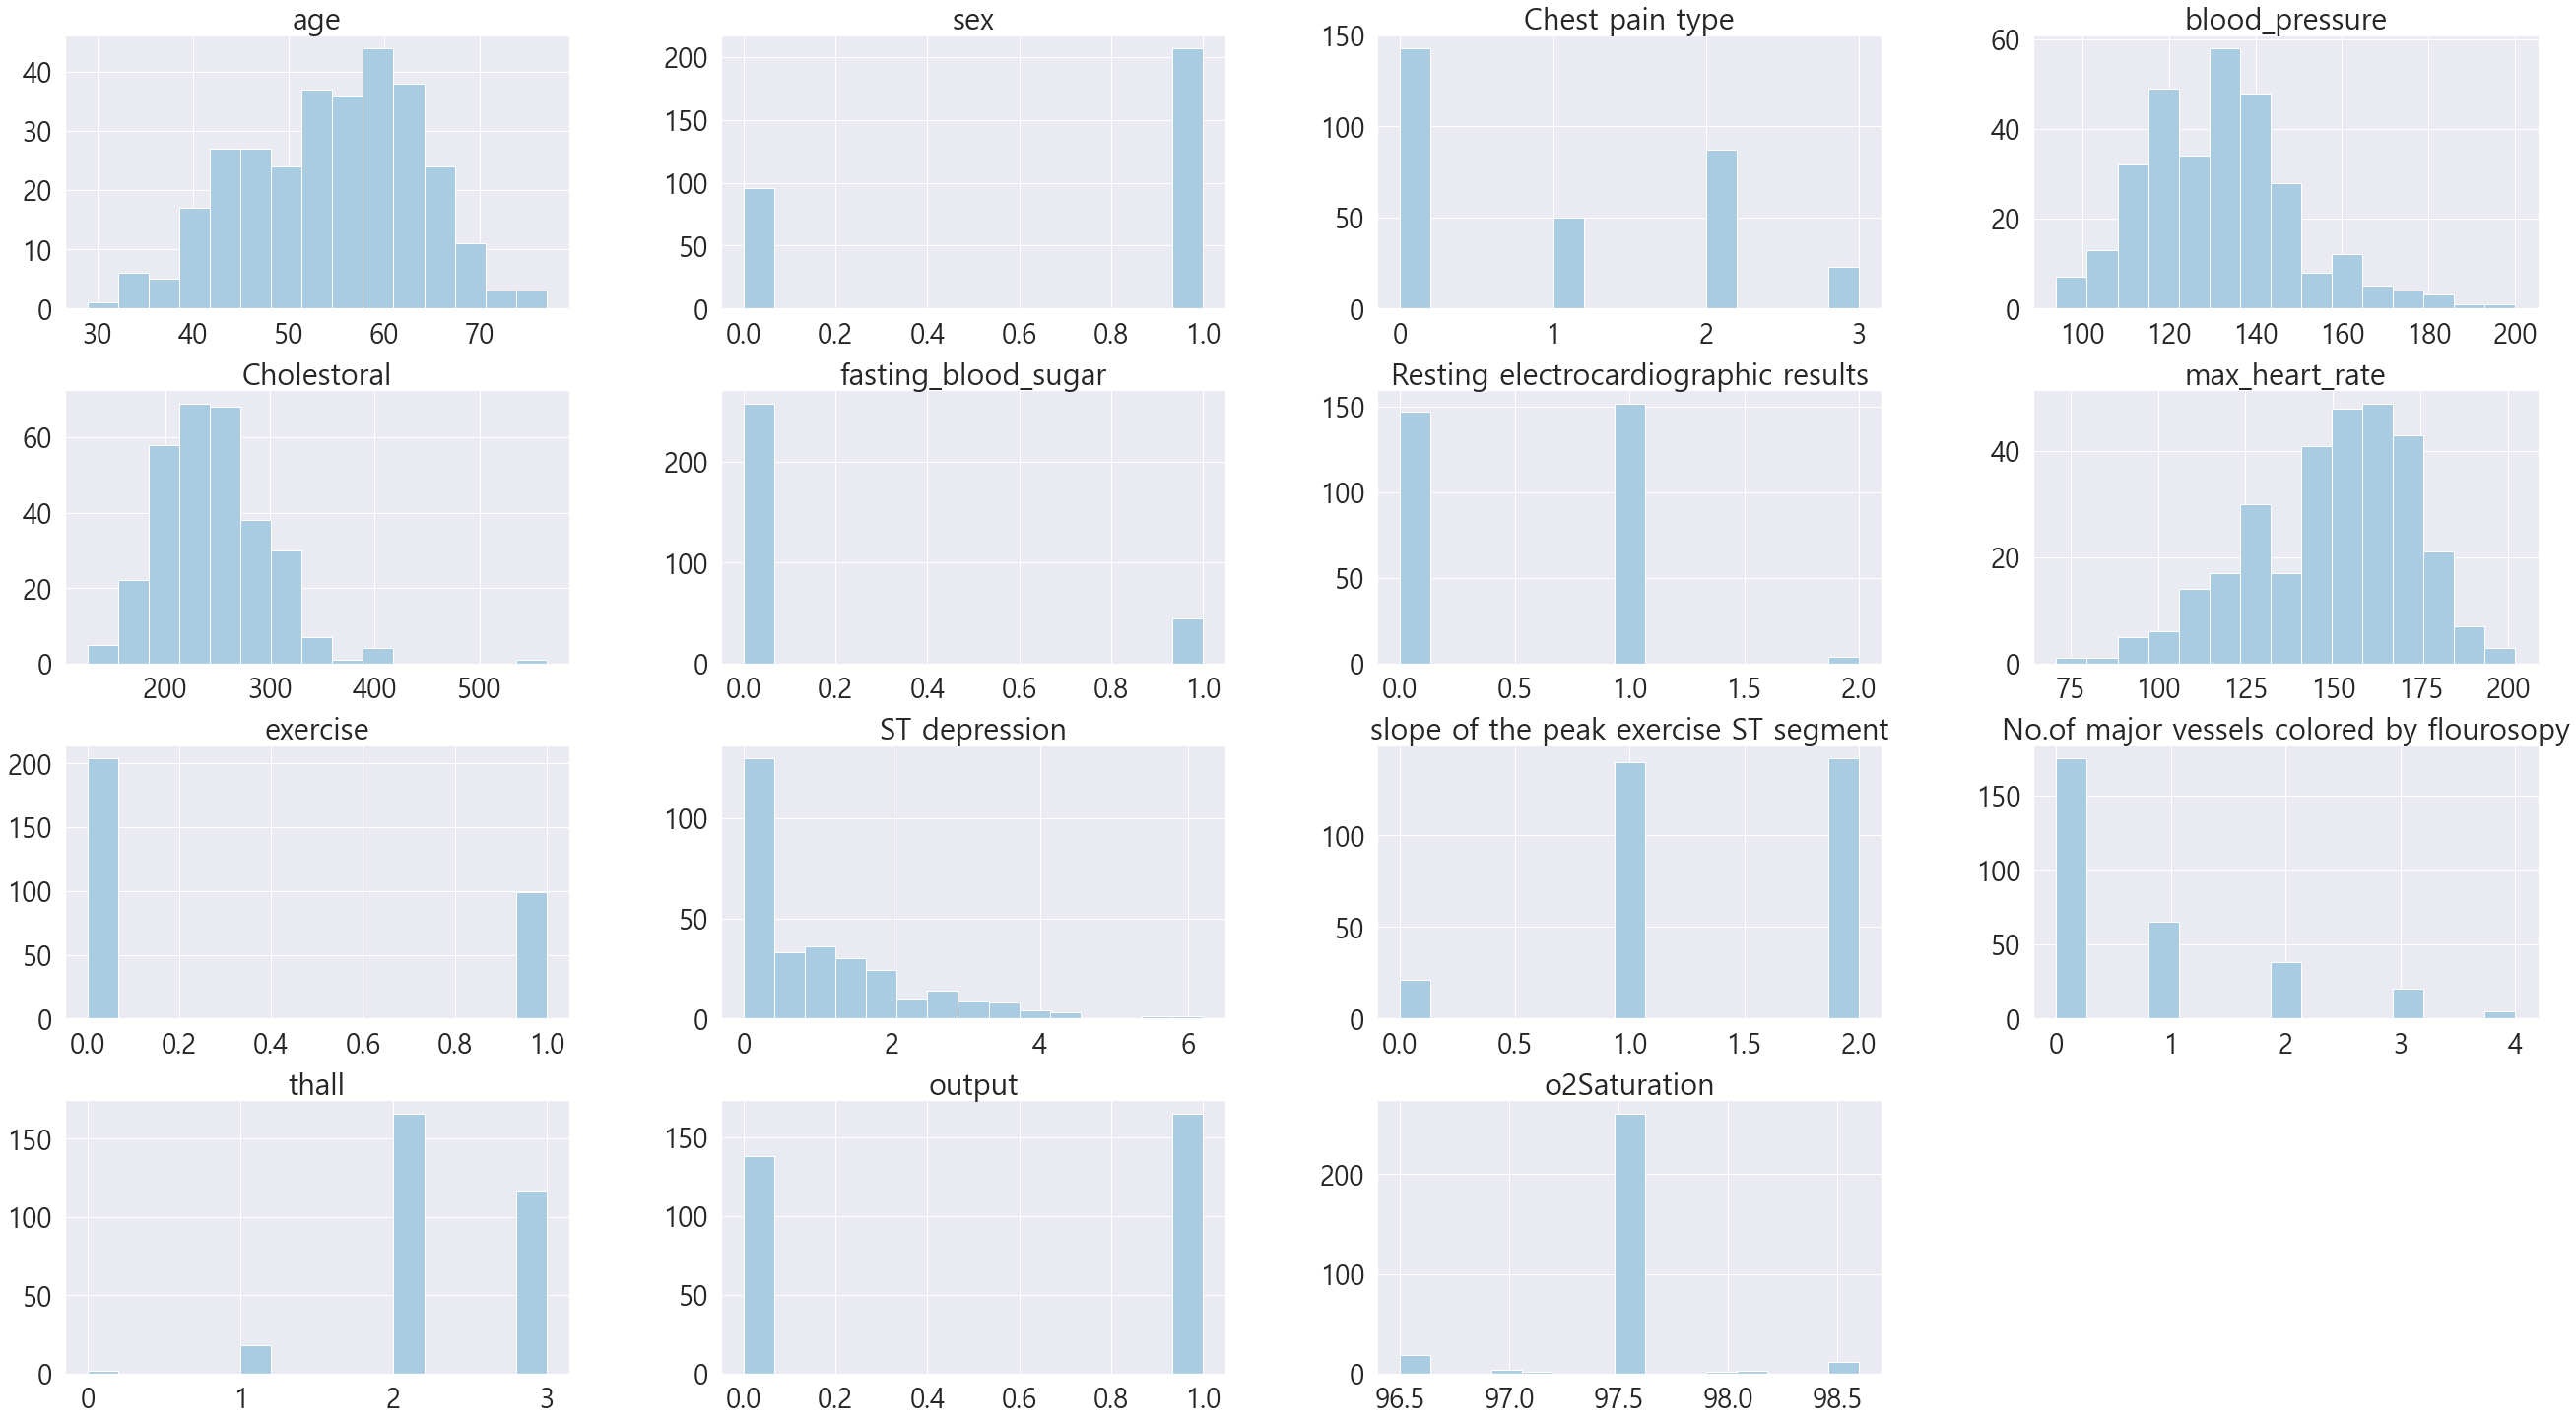 age
40
30
20
10
0
30 40 50 60 70
sex
200
150
100
50
0
0.0 0.2 0.4 0.6 0.8 1.0
Chest pain type
150
100
50
0
0 1 2 3
blood_pressure
60
40
20
0
100 120 140 160 180 200
Cholestoral
60
40
20
0
200 300 400 500
fasting_blood_sugar
200
100
0
0.0 0.2 0.4 0.6 0.8 1.0
Resting electrocardiographic results
150
100
50
0
0.0 0.5 1.0 1.5 2.0
max_heart_rate
40
20
0
75 100 125 150 175 200
exercise
200
150
100
50
0
0.0 0.2 0.4 0.6 0.8 1.0
ST depression
100
50
0
0 2 4 6
slope of the peak exercise ST segment
100
50
0
0.0 0.5 1.0 1.5 2.0
No.of major vessels colored by flourosopy
150
100
50
0
0 1 2 3 4
thall
150
100
50
0
0 1 2 3
output
150
100
50
0
0.0 0.2 0.4 0.6 0.8 1.0
o2Saturation
200
100
0
96.5 97.0 97.5 98.0 98.5